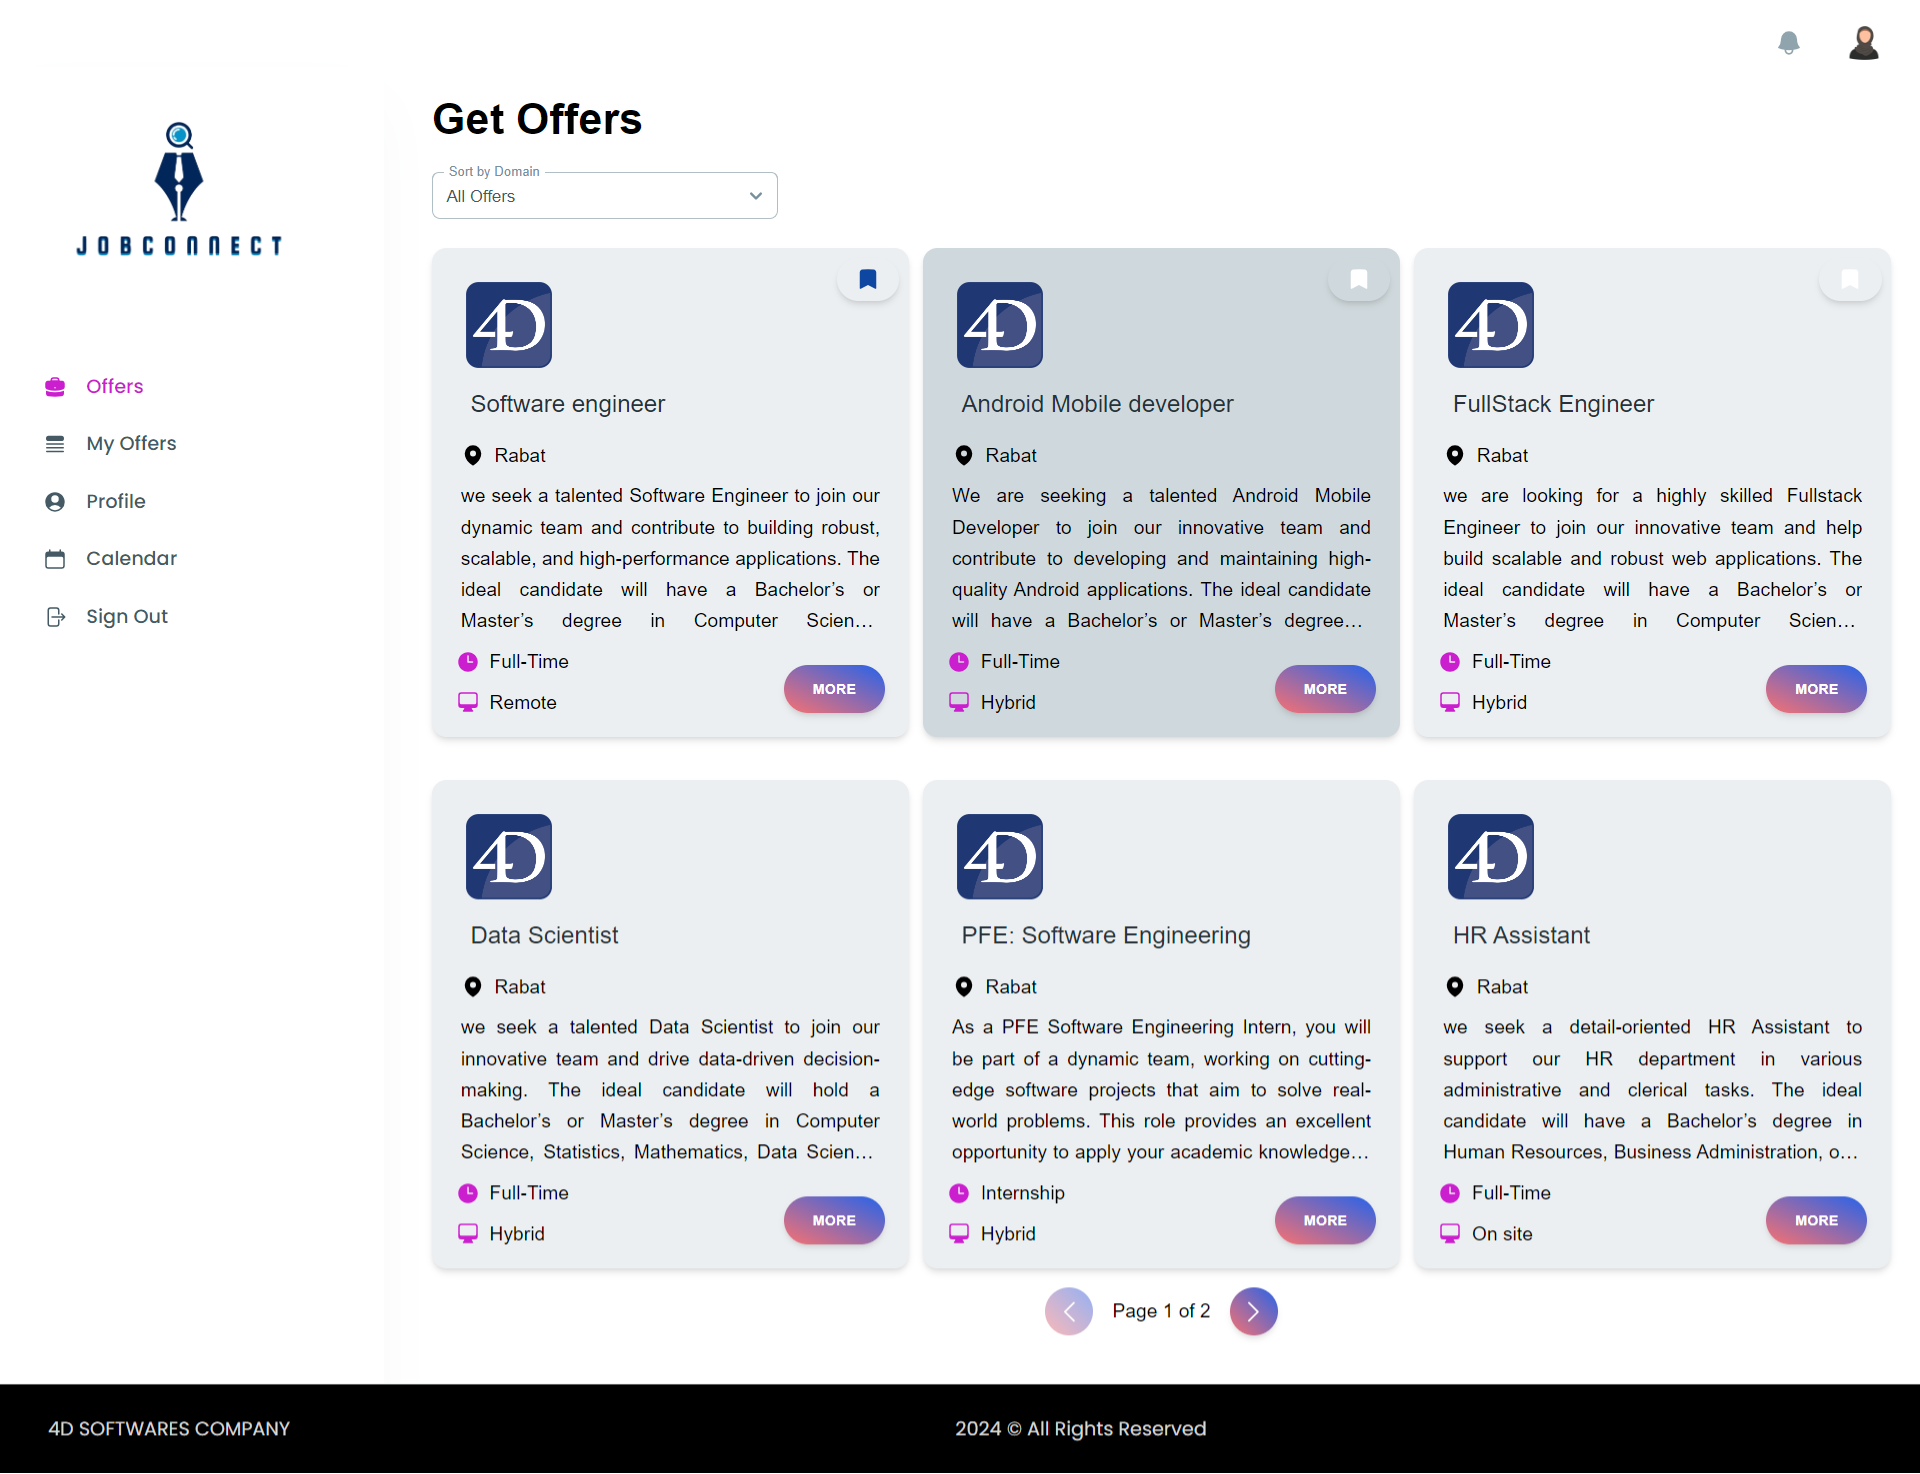 JOBCONNECT
Offers
My Offers
Profile
Calendar
Sign Out
Get Offers
Sort by Domain
All Offers
4D
Software engineer
Rabat
we seek a talented Software Engineer to join our
dynamic team and contribute to building robust,
scalable, and high-performance applications. The
ideal candidate will have a Bachelor’s or
Master’s degree in Computer Scien…
Full-Time
Remote
MORE
4D
Android Mobile developer
Rabat
We are seeking a talented Android Mobile
Developer to join our innovative team and
contribute to developing and maintaining high-
quality Android applications. The ideal candidate
will have a Bachelor’s or Master’s degree…
Full-Time
Hybrid
MORE
4D
FullStack Engineer
Rabat
we are looking for a highly skilled Fullstack
Engineer to join our innovative team and help
build scalable and robust web applications. The
ideal candidate will have a Bachelor’s or
Master’s degree in Computer Scien…
Full-Time
Hybrid
MORE
4D
Data Scientist
Rabat
we seek a talented Data Scientist to join our
innovative team and drive data-driven decision-
making. The ideal candidate will hold a
Bachelor’s or Master’s degree in Computer
Science, Statistics, Mathematics, Data Scien…
Full-Time
Hybrid
MORE
4D
PFE: Software Engineering
Rabat
As a PFE Software Engineering Intern, you will
be part of a dynamic team, working on cutting-
edge software projects that aim to solve real-
world problems. This role provides an excellent
opportunity to apply your academic knowledge…
Internship
Hybrid
MORE
4D
HR Assistant
Rabat
we seek a detail-oriented HR Assistant to
support our HR department in various
administrative and clerical tasks. The ideal
candidate will have a Bachelor’s degree in
Human Resources, Business Administration, o…
Full-Time
On site
MORE
Page 1 of 2
4D SOFTWARES COMPANY
2024 © All Rights Reserved